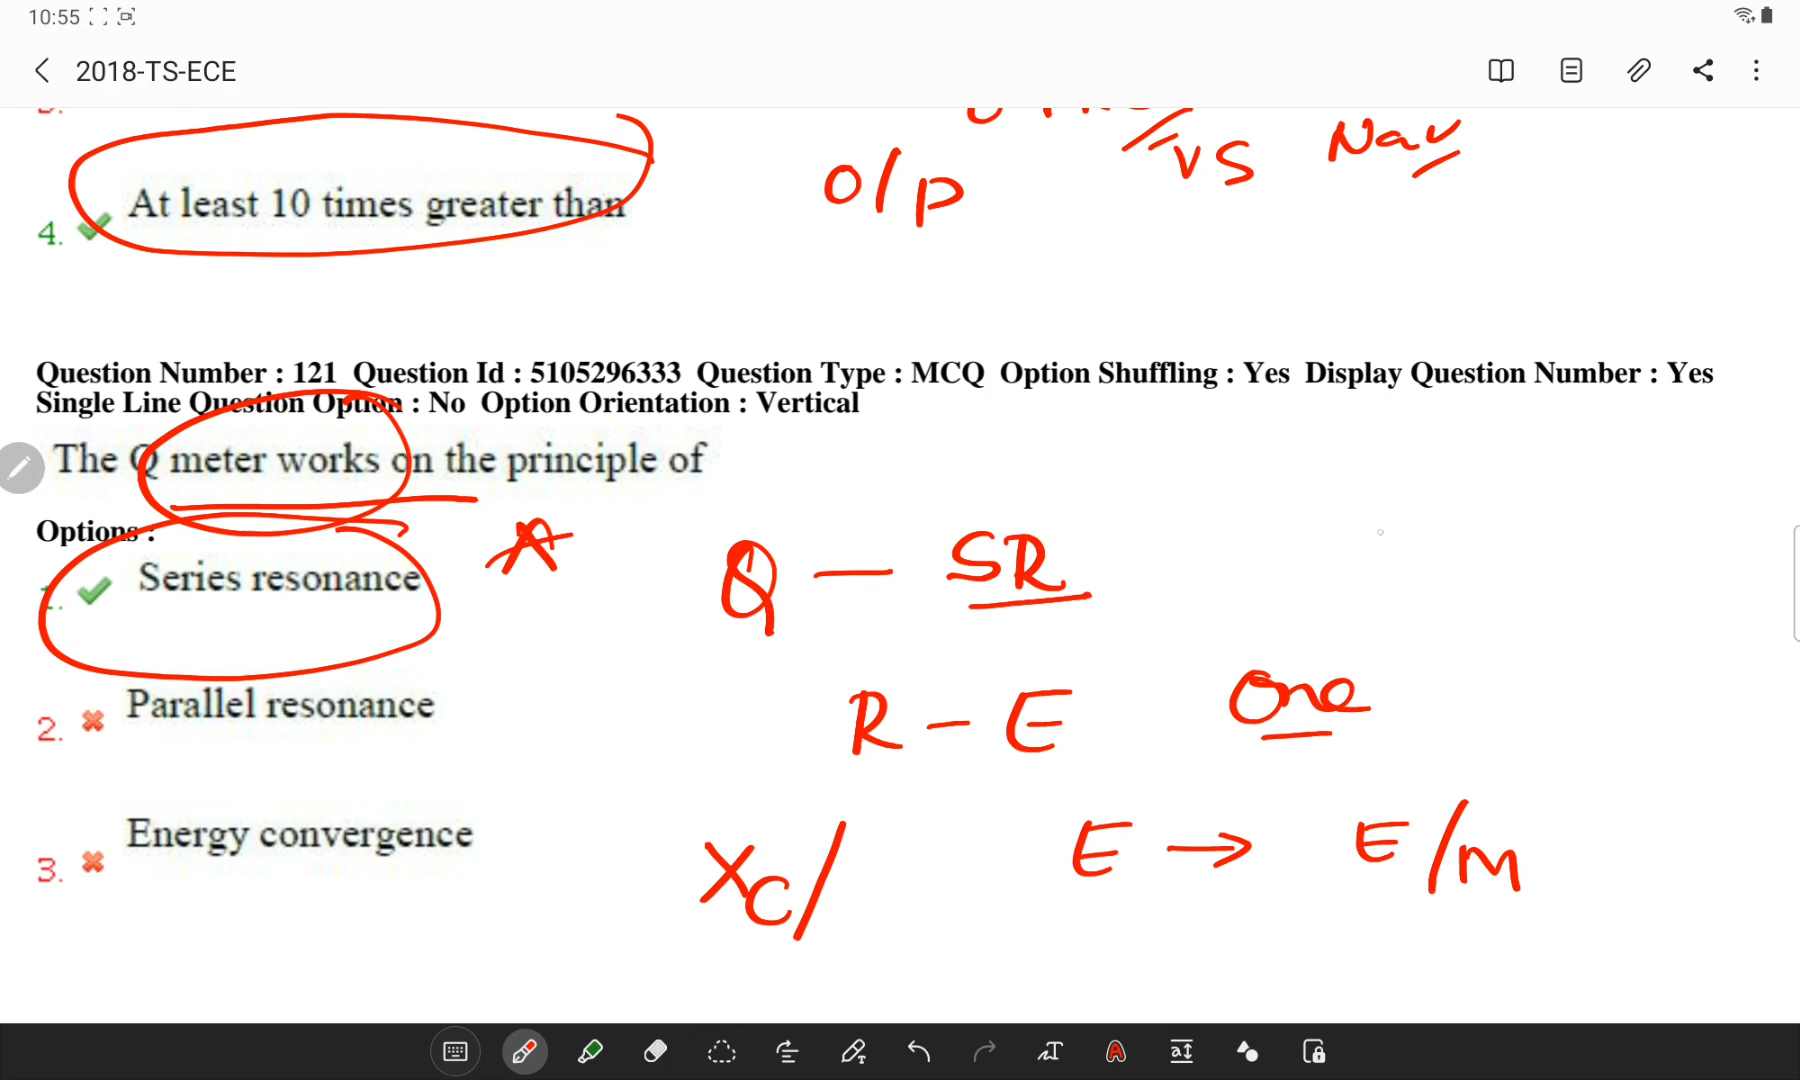 10:55
2018-TS-ECE
VS Nav
O/P
At least 10 times greater than
4.
Question Number : 121 Question Id : 5105296333 Question Type : MCQ Option Shuffling : Yes Display Question Number : Yes
Single Line Question Option : No Option Orientation : Vertical
The Q meter works on the principle of
Options :
1. Series resonance
Q — SR
2. Parallel resonance
R – E One
3. Energy convergence
XC/ E → E/M